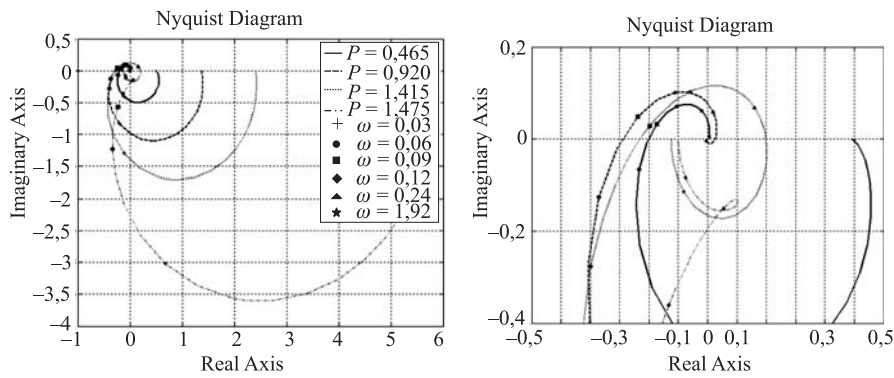 Nyquist Diagram
0,5
0
–0,5
–1
–1,5
–2
–2,5
–3
–3,5
–4
Imaginary Axis
P = 0,465
P = 0,920
P = 1,415
P = 1,475
ω = 0,03
ω = 0,06
ω = 0,09
ω = 0,12
ω = 0,24
ω = 1,92
–1 0 1 2 3 4 5 6
Real Axis
Nyquist Diagram
0,2
0
–0,2
–0,4
Imaginary Axis
–0,5 –0,3 –0,1 0 0,1 0,3 0,5
Real Axis